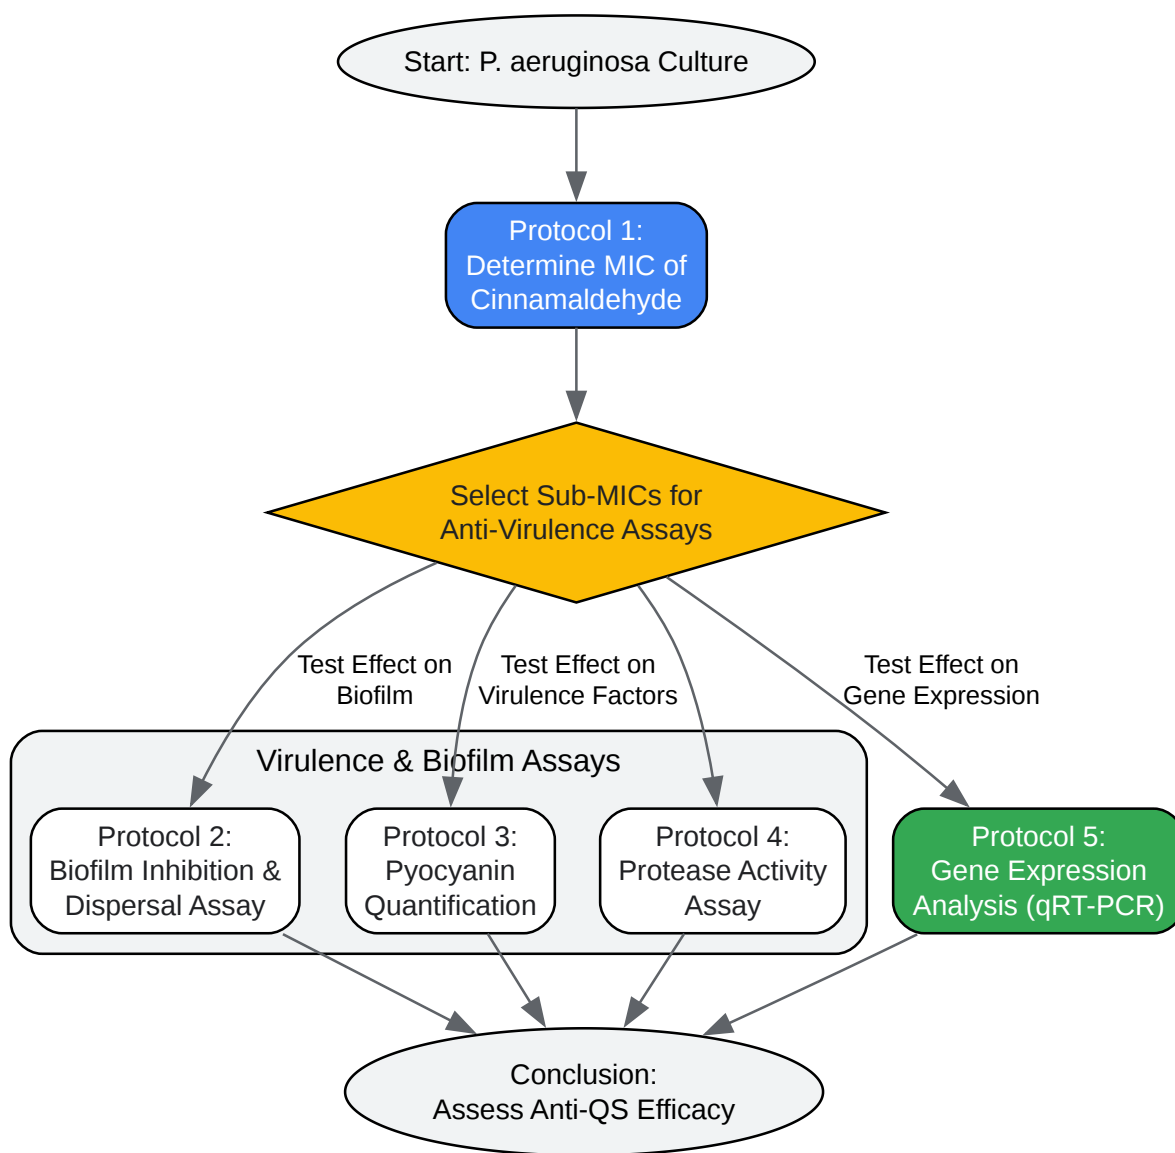 Start: P. aeruginosa Culture
Protocol 1:
Determine MIC of
Cinnamaldehyde
Select Sub-MICs for
Anti-Virulence Assays
Test Effect on
Biofilm
Test Effect on
Virulence Factors
Test Effect on
Gene Expression
Virulence & Biofilm Assays
Protocol 2:
Biofilm Inhibition &
Dispersal Assay
Protocol 3:
Pyocyanin
Quantification
Protocol 4:
Protease Activity
Assay
Protocol 5:
Gene Expression
Analysis (qRT-PCR)
Conclusion:
Assess Anti-QS Efficacy